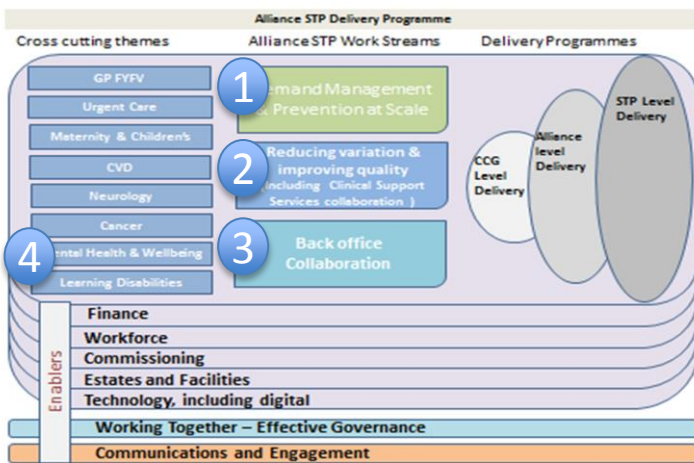 Alliance STP Delivery Programme
Cross cutting themes
Alliance STP Work Streams
Delivery Programmes
GP FYFV
Urgent Care
Maternity & Children's
CVD
Neurology
Cancer
4
ental Health & Wellbeing
Learning Disabilities
1
emand Management
& Prevention at Scale
2
Reducing variation &
improving quality
(including Clinical Support
Services collaboration )
3
Back office
Collaboration
CCG
Level
Delivery
Alliance
level
Delivery
STP Level
Delivery
Enablers
Finance
Workforce
Commissioning
Estates and Facilities
Technology, including digital
Working Together – Effective Governance
Communications and Engagement